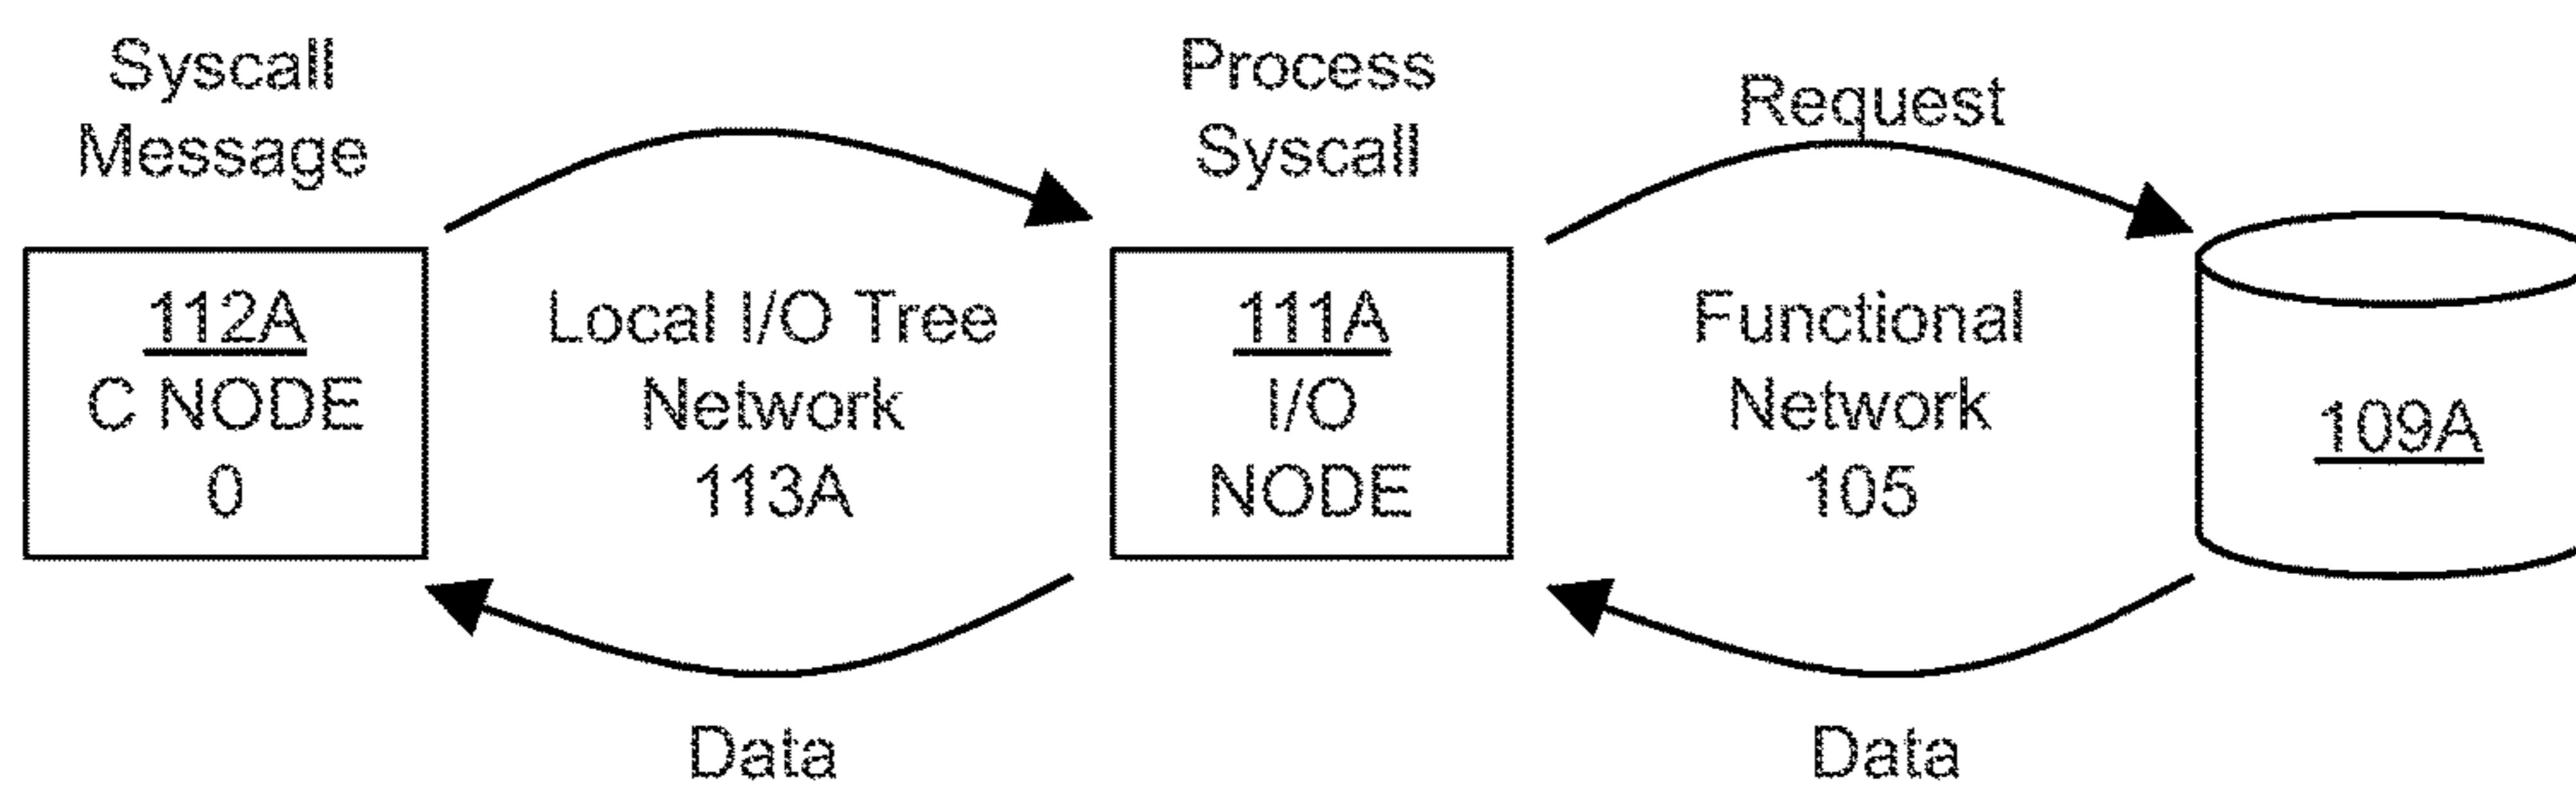 Syscall
Message
Process
Syscall
Request
112A
C NODE
0
Local I/O Tree
Network
113A
111A
I/O
NODE
Functional
Network
105
109A
Data
Data